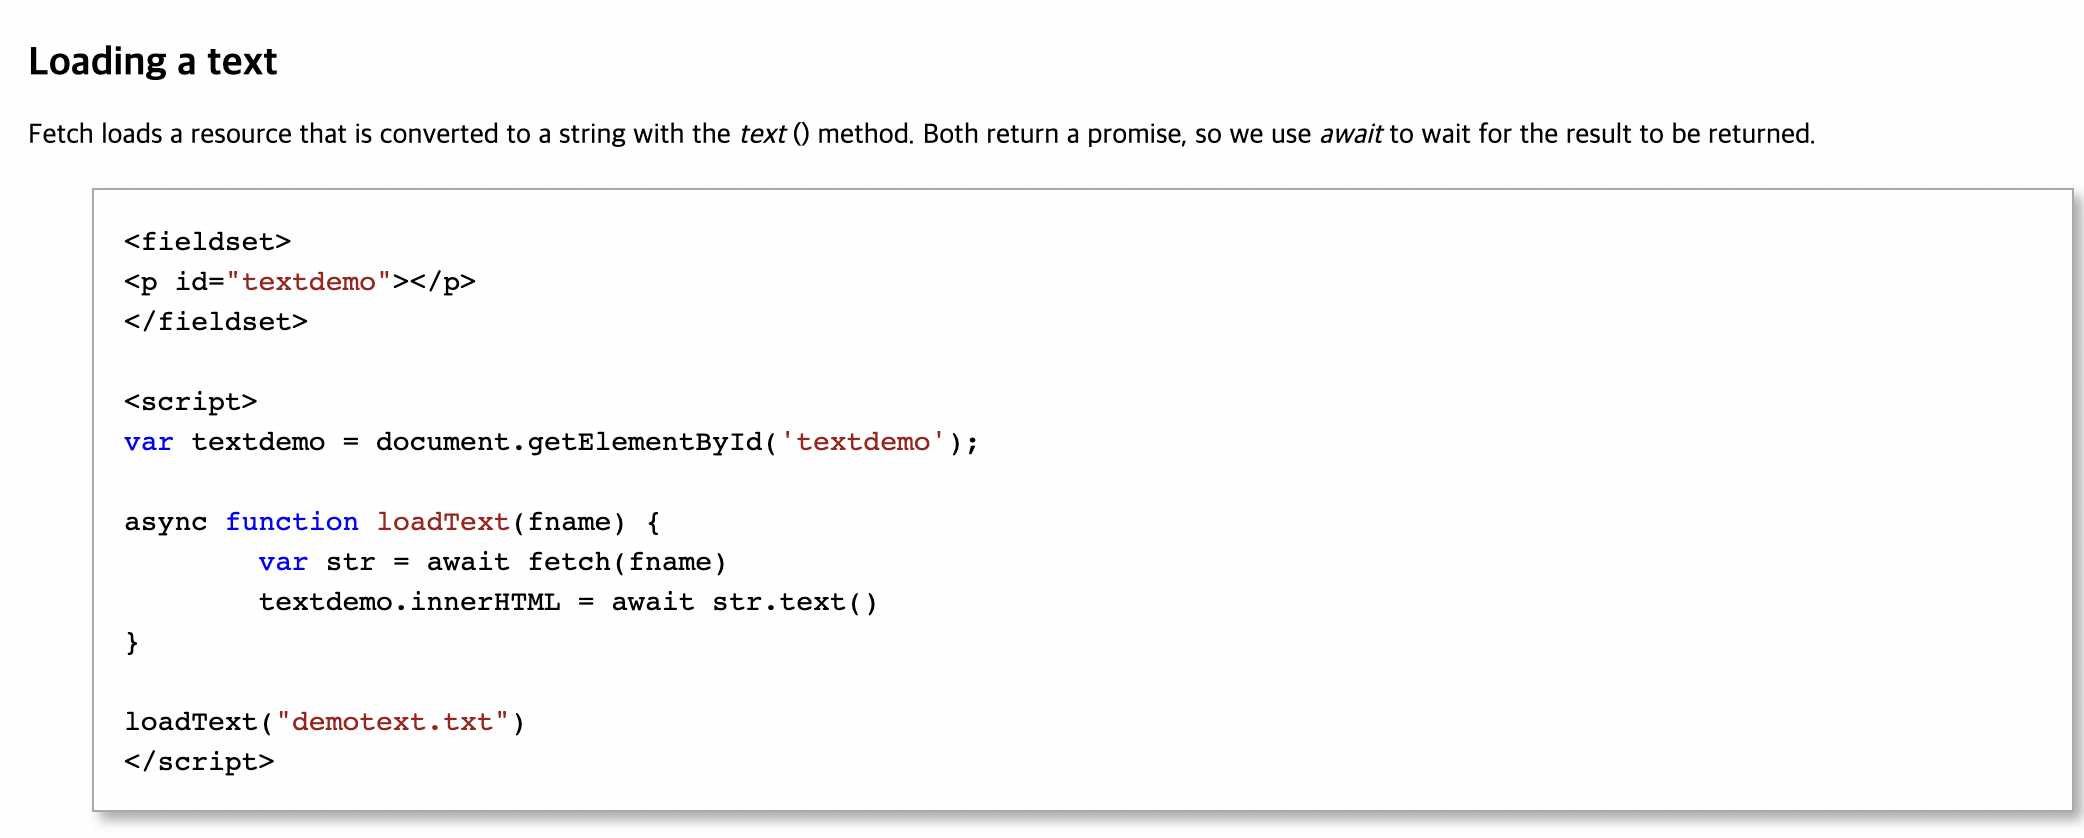 Loading a text
Fetch loads a resource that is converted to a string with the text () method. Both return a promise, so we use await to wait for the result to be returned.
<fieldset>
<p id="textdemo"></p>
</fieldset>
<script>
var textdemo = document.getElementById('textdemo');
async function loadText(fname) {
var str = await fetch(fname)
textdemo.innerHTML = await str.text()
}
loadText("demotext.txt")
</script>